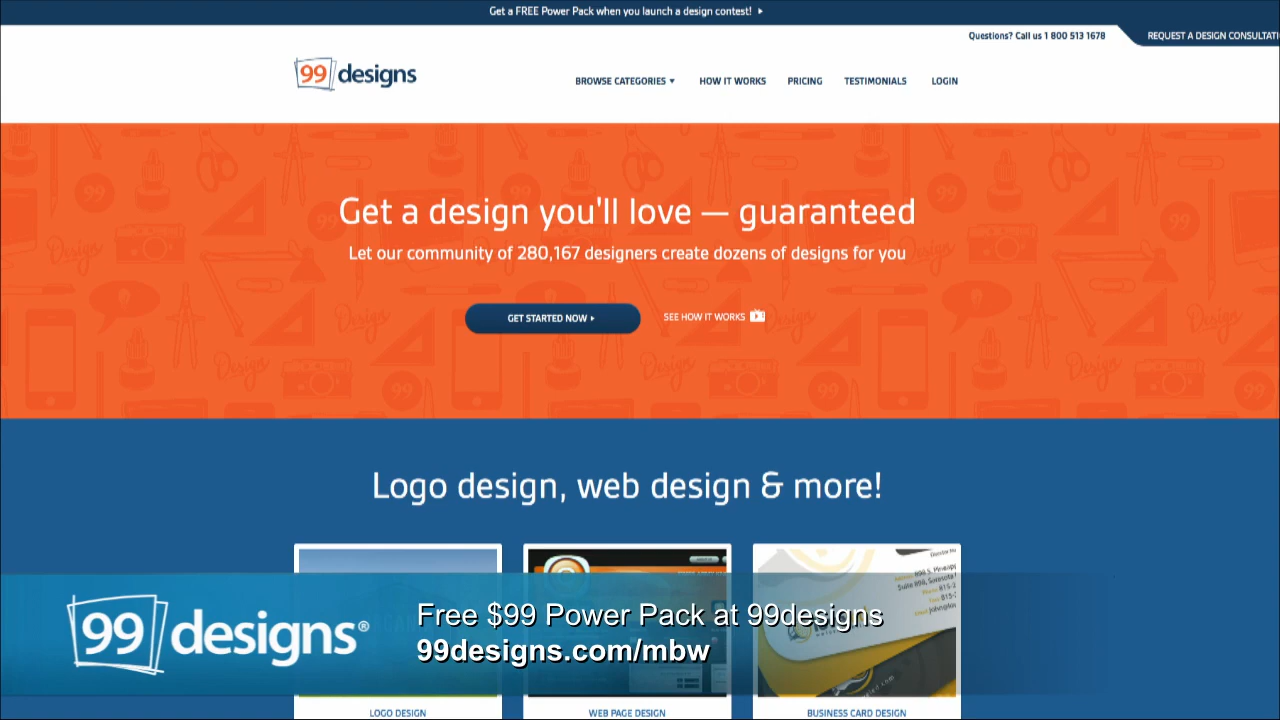 Get a FREE Power Pack when you launch a design contest!
Questions? Call us 1 800 513 1678
REQUEST A DESIGN CONSULTATI
99designs
BROWSE CATEGORIES HOW IT WORKS PRICING TESTIMONIALS LOGIN
Get a design you'll love — guaranteed
Let our community of 280,167 designers create dozens of designs for you
GET STARTED NOW
SEE HOW IT WORKS
Logo design, web design & more!
99designs®
Free $99 Power Pack at 99designs
99designs.com/mbw
LOGO DESIGN
WEB PAGE DESIGN
BUSINESS CARD DESIGN